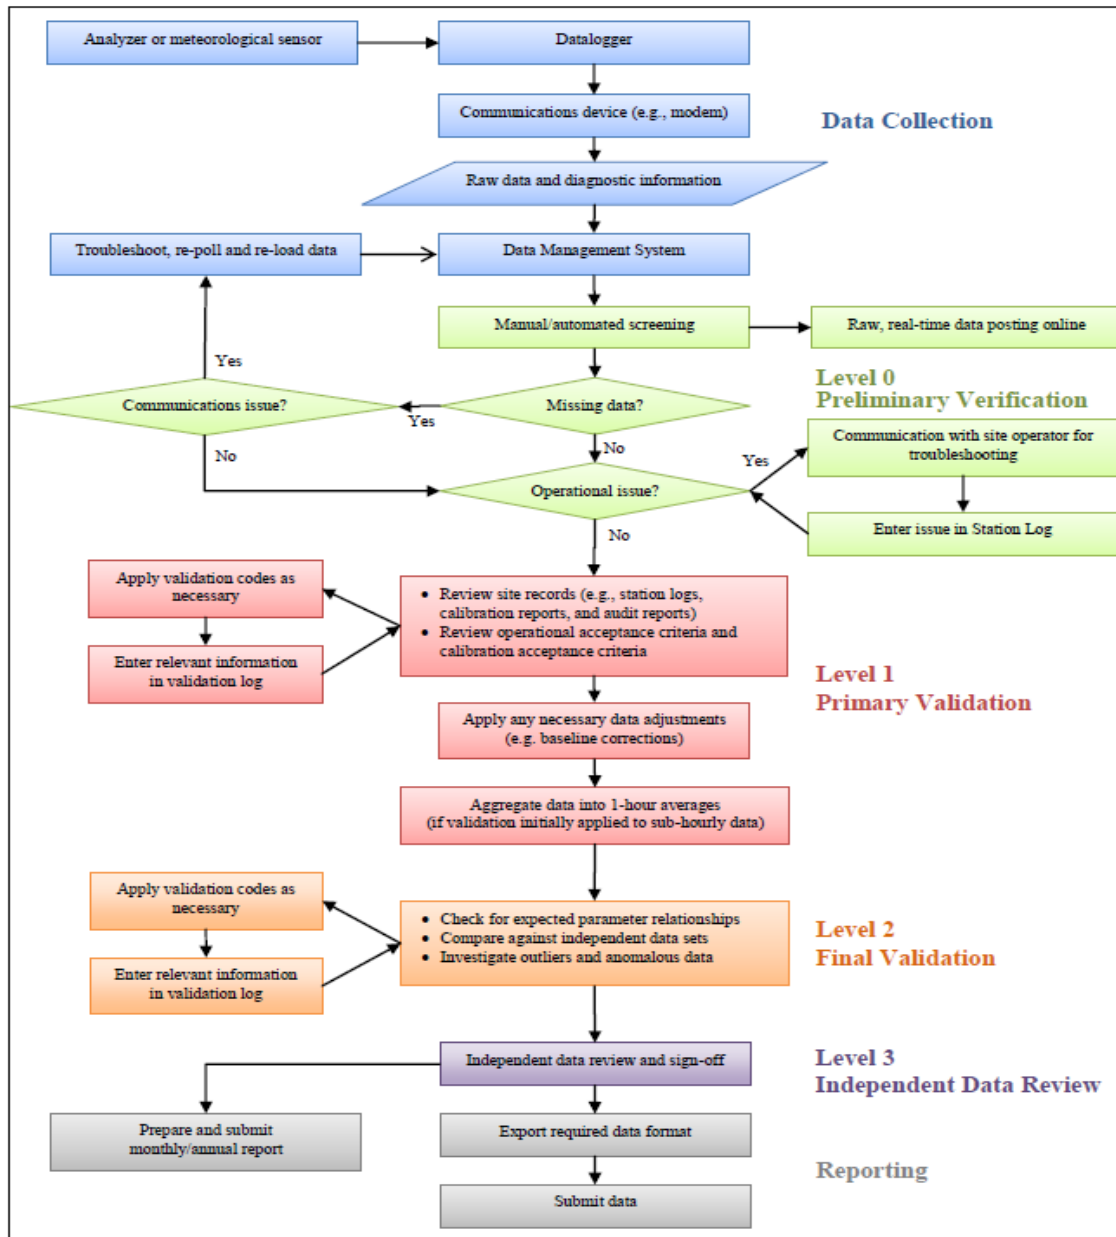 Analyzer or meteorological sensor
Datalogger
Communications device (e.g., modem)
Data Collection
Raw data and diagnostic information
Troubleshoot, re-poll and re-load data
Data Management System
Manual/automated screening
Raw, real-time data posting online
Yes
Level 0
Preliminary Verification
Communications issue?
Yes
Missing data?
No
No
Yes
Communication with site operator for
troubleshooting
Operational issue?
Enter issue in Station Log
No
Apply validation codes as
necessary
Enter relevant information
in validation log
• Review site records (e.g., station logs,
calibration reports, and audit reports)
• Review operational acceptance criteria and
calibration acceptance criteria
Level 1
Primary Validation
Apply any necessary data adjustments
(e.g. baseline corrections)
Aggregate data into 1-hour averages
(if validation initially applied to sub-hourly data)
Apply validation codes as
necessary
Enter relevant information
in validation log
• Check for expected parameter relationships
• Compare against independent data sets
• Investigate outliers and anomalous data
Level 2
Final Validation
Independent data review and sign-off
Level 3
Independent Data Review
Prepare and submit
monthly/annual report
Export required data format
Reporting
Submit data